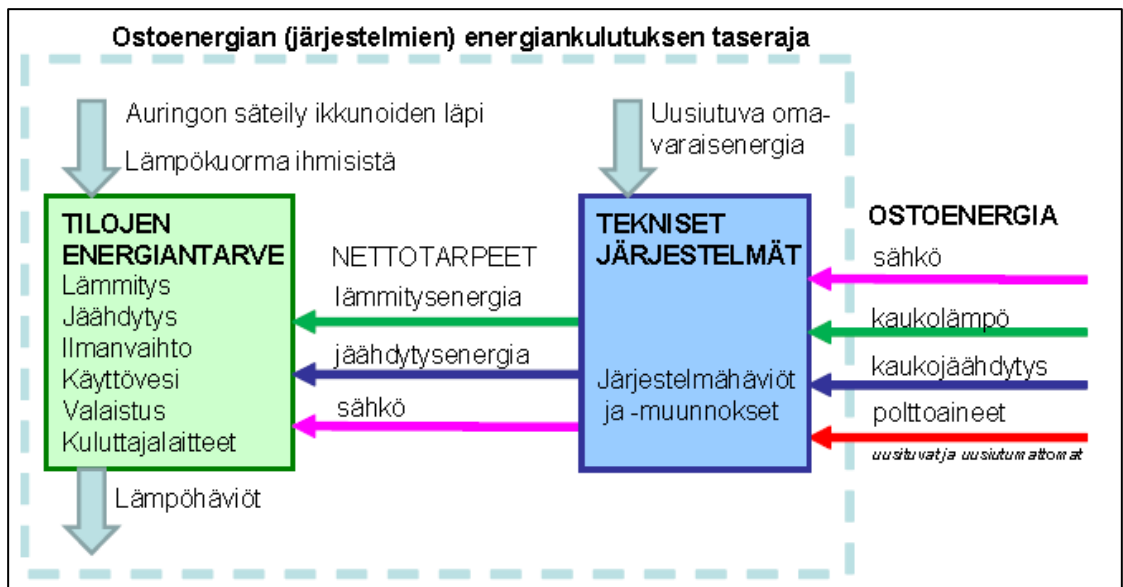 Ostoenergian (järjestelmien) energiankulutuksen taseraja
Auringon säteily ikkunoiden läpi
Lämpökuorma ihmisistä
Uusiutuva oma-
varaisenergia
TILOJEN
ENERGIANTARVE
Lämmitys
Jäähdytys
Ilmanvaihto
Käyttövesi
Valaistus
Kuluttajalaitteet
NETTOTARPEET
lämmitysenergia
jäähdytysenergia
sähkö
TEKNISET
JÄRJESTELMÄT
Järjestelmähäviöt
ja -muunnokset
OSTOENERGIA
sähkö
kaukolämpö
kaukojäähdytys
polttoaineet
uusituvat ja uusiutumattomat
Lämpöhäviöt